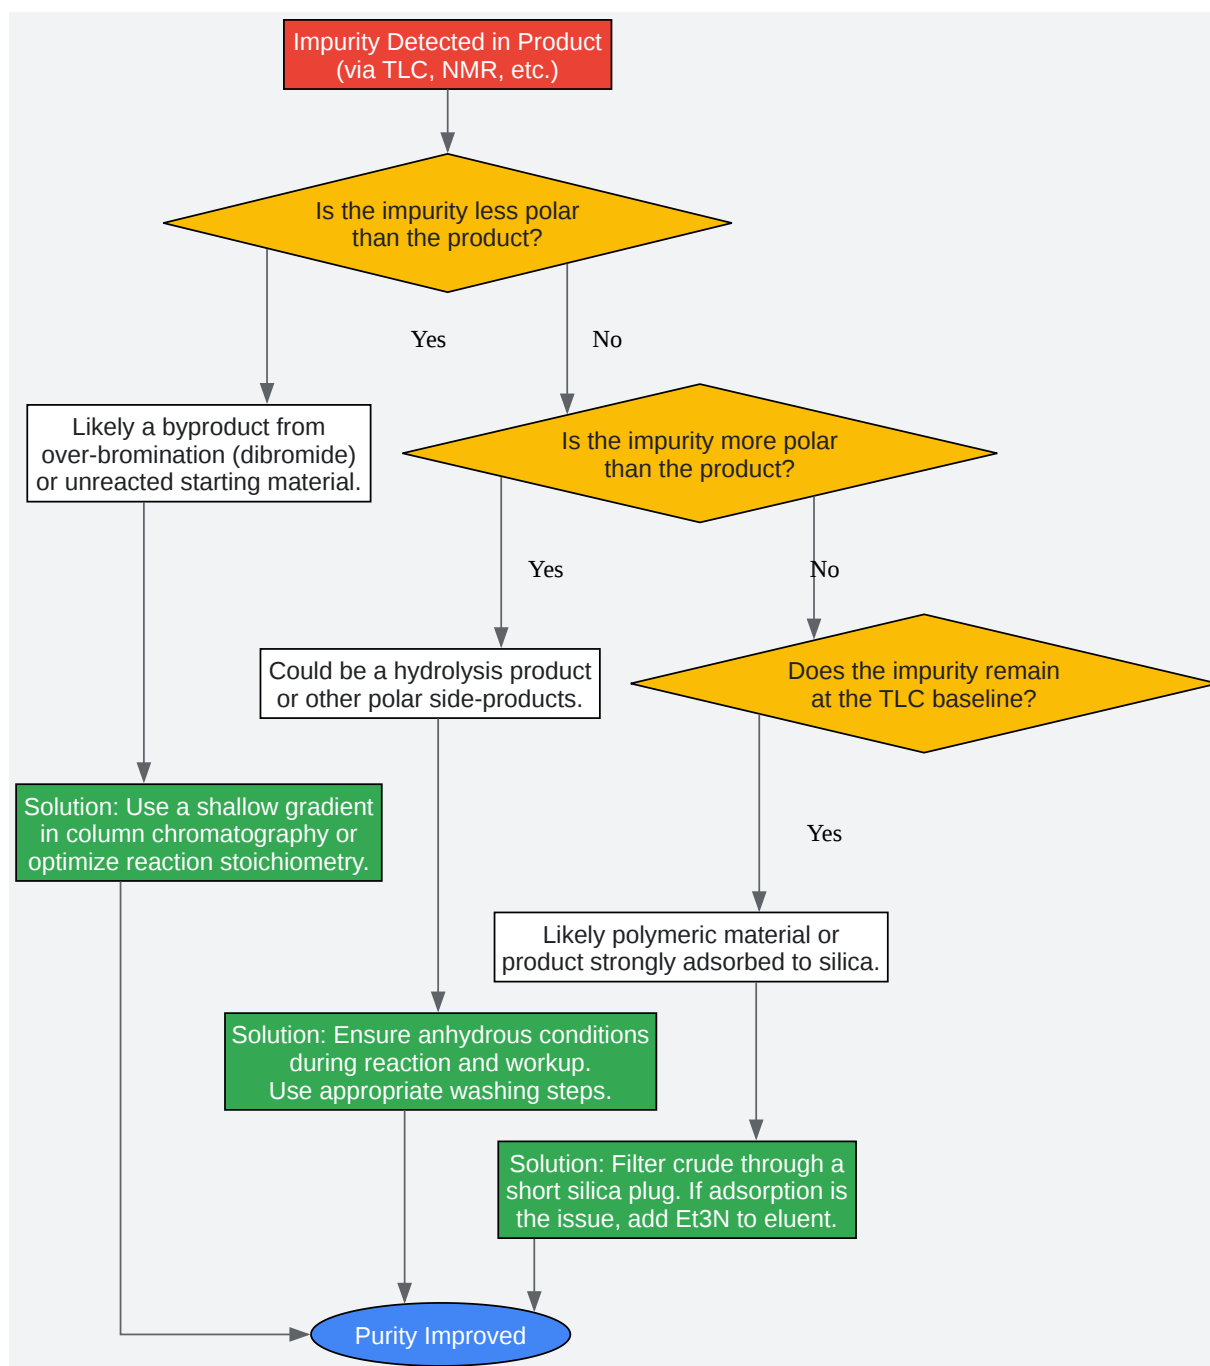 Impurity Detected in Product
(via TLC, NMR, etc.)
Is the impurity less polar
than the product?
Yes
No
Likely a byproduct from
over-bromination (dibromide)
or unreacted starting material.
Is the impurity more polar
than the product?
Yes
No
Could be a hydrolysis product
or other polar side-products.
Does the impurity remain
at the TLC baseline?
Solution: Use a shallow gradient
in column chromatography or
optimize reaction stoichiometry.
Yes
Likely polymeric material or
product strongly adsorbed to silica.
Solution: Ensure anhydrous conditions
during reaction and workup.
Use appropriate washing steps.
Solution: Filter crude through a
short silica plug. If adsorption is
the issue, add Et3N to eluent.
Purity Improved